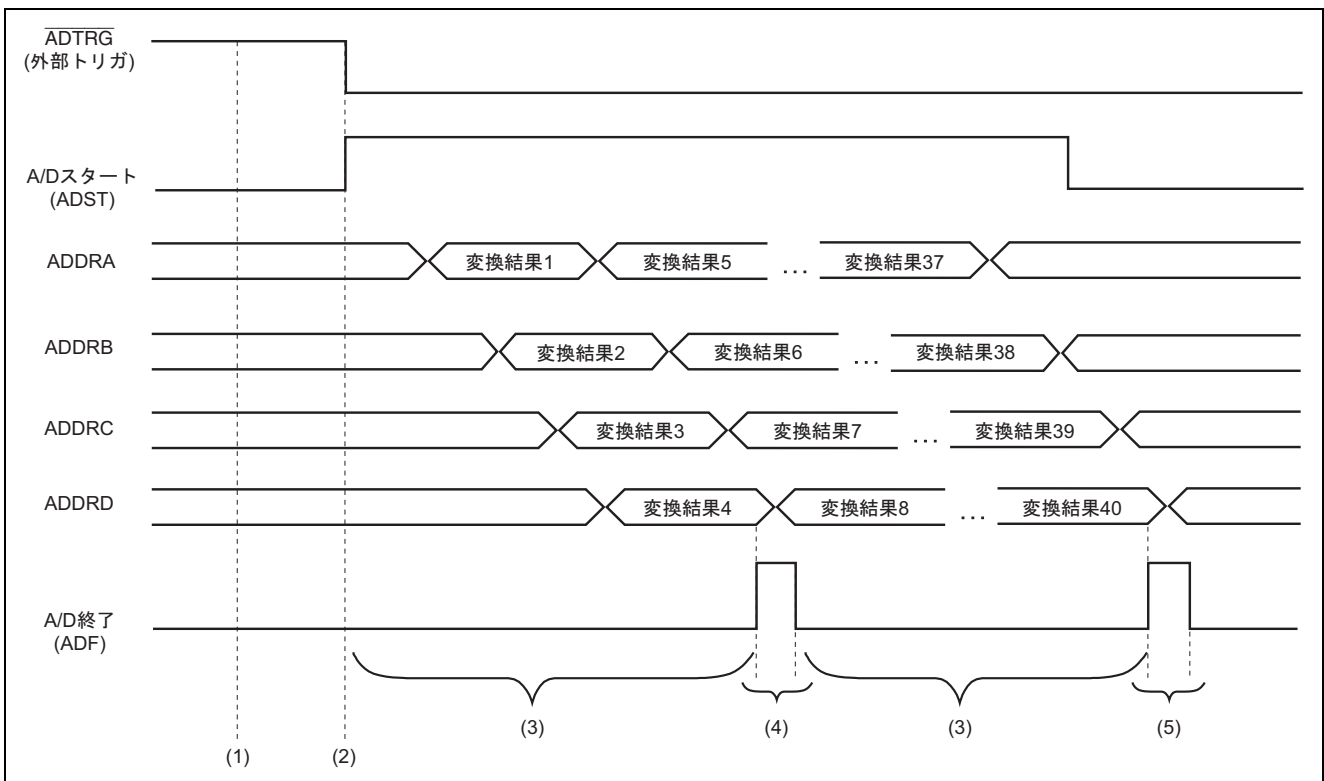 ADTRG
(外部トリガ)
A/Dスタート
(ADST)
ADDRA
変換結果1
変換結果5
...
変換結果37
ADDRB
変換結果2
変換結果6
...
変換結果38
ADDRC
変換結果3
変換結果7
...
変換結果39
ADDRD
変換結果4
変換結果8
...
変換結果40
A/D終了
(ADF)
(3)
(4)
(3)
(5)
(1)
(2)